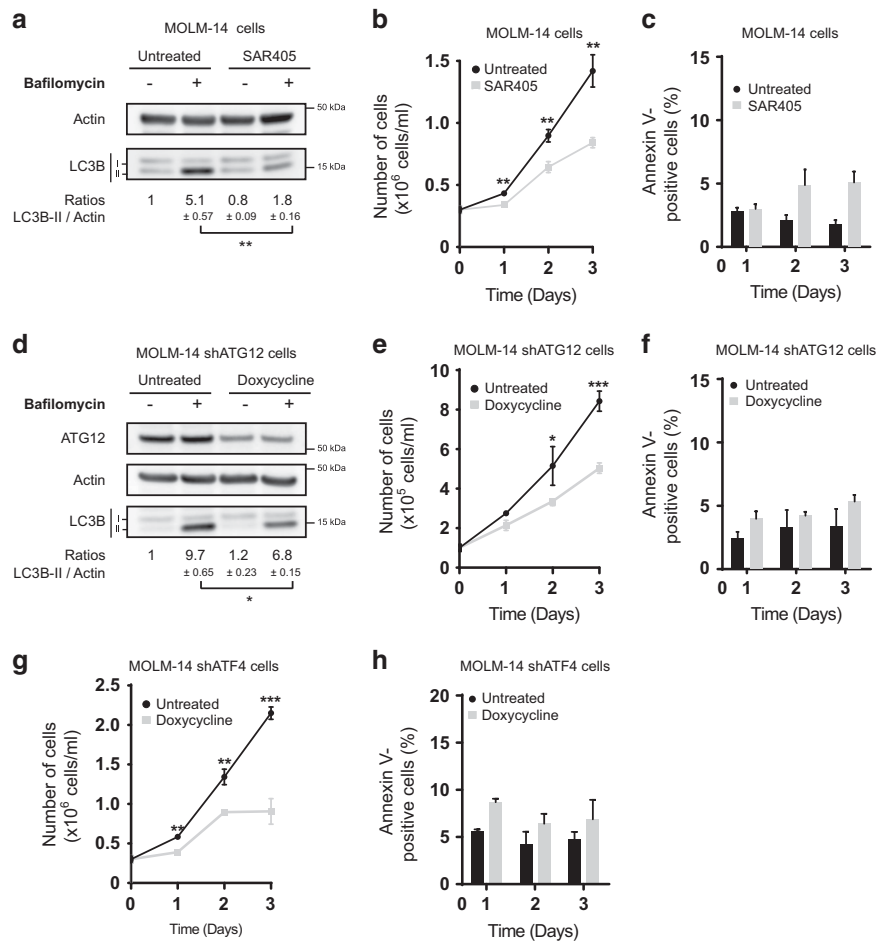 a
MOLM-14 cells
Untreated SAR405
Bafilomycin - + - +
Actin
50 kDa
LC3B I
II
15 kDa
Ratios 1 5.1 0.8 1.8
LC3B-II / Actin ± 0.57 ± 0.09 ± 0.16
**
b
MOLM-14 cells
Untreated
SAR405
Number of cells
(x10⁶ cells/ml)
1.5
1.0
0.5
0
** ** **
0 1 2 3
Time (Days)
c
MOLM-14 cells
Untreated
SAR405
Annexin V-
positive cells (%)
15
10
5
0
0 1 2 3
Time (Days)
d
MOLM-14 shATG12 cells
Untreated Doxycycline
Bafilomycin - + - +
ATG12
50 kDa
Actin
50 kDa
LC3B I
II
15 kDa
Ratios 1 9.7 1.2 6.8
LC3B-II / Actin ± 0.65 ± 0.23 ± 0.15
*
e
MOLM-14 shATG12 cells
Untreated
Doxycycline
Number of cells
(x10⁵ cells/ml)
10
8
6
4
2
0
* ***
0 1 2 3
Time (Days)
f
MOLM-14 shATG12 cells
Untreated
Doxycycline
Annexin V-
positive cells (%)
15
10
5
0
0 1 2 3
Time (Days)
g
MOLM-14 shATF4 cells
Untreated
Doxycycline
Number of cells
(x10⁶ cells/ml)
2.5
2.0
1.5
1.0
0.5
0
** ** ***
0 1 2 3
Time (Days)
h
MOLM-14 shATF4 cells
Untreated
Doxycycline
Annexin V-
positive cells (%)
20
15
10
5
0
0 1 2 3
Time (Days)